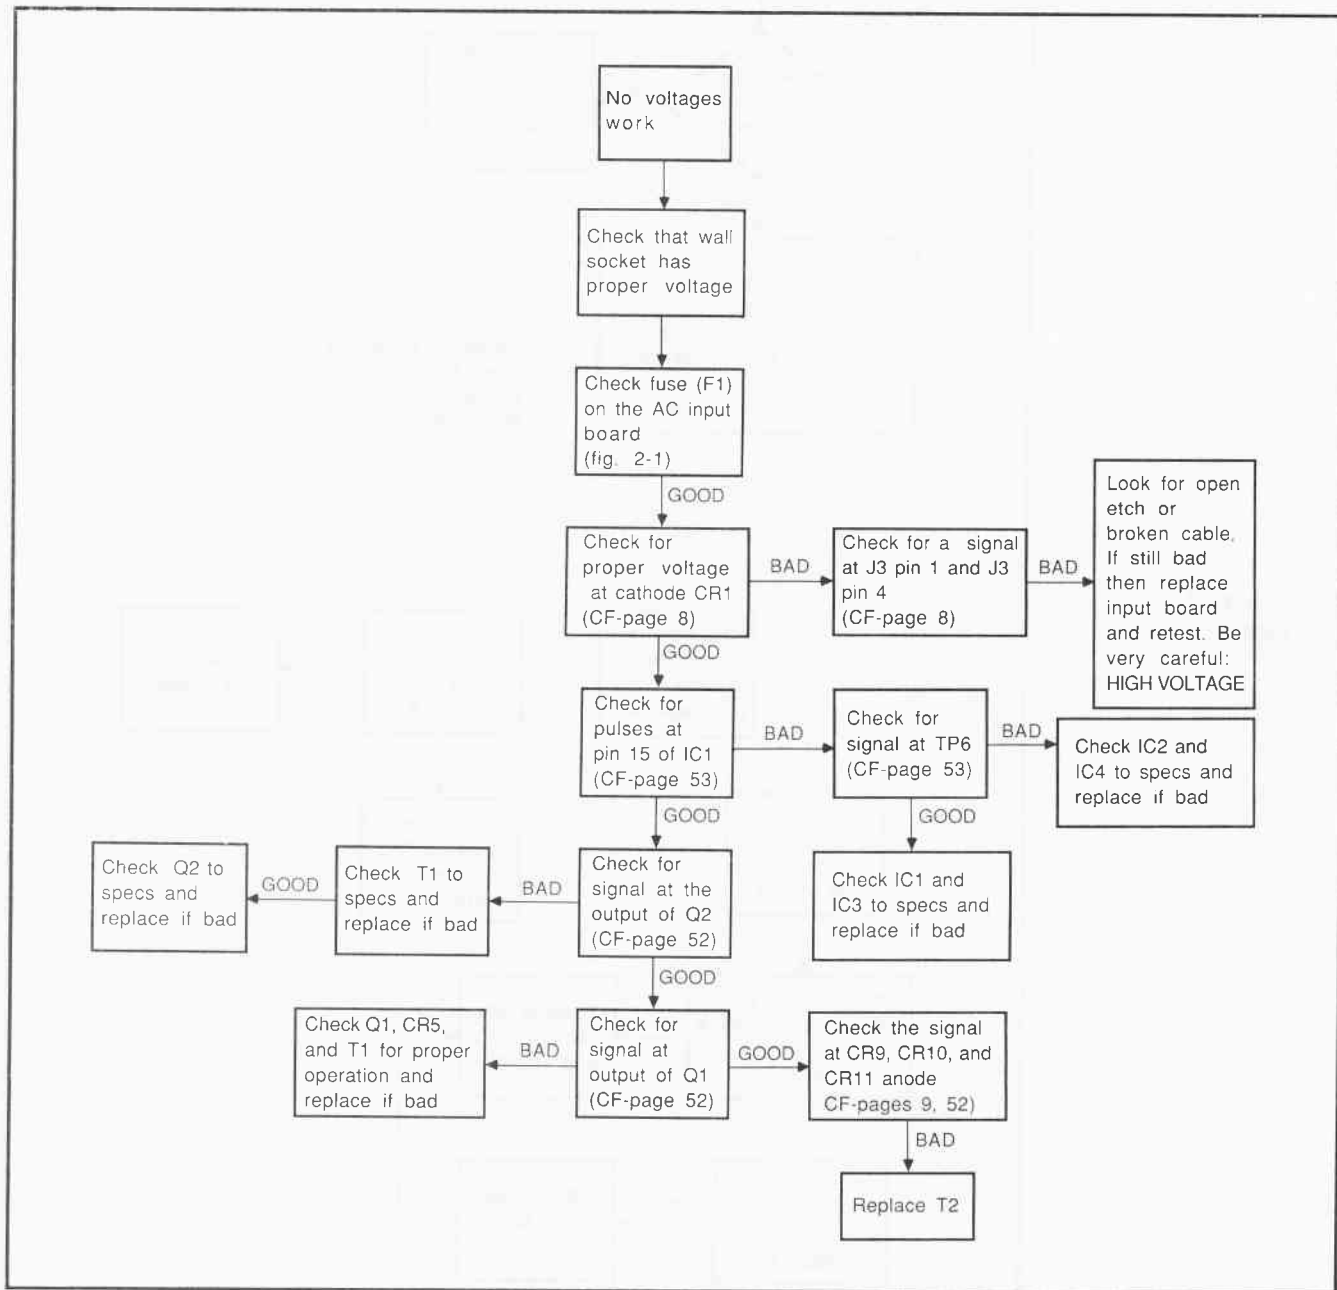 No voltages
work
Check that wall
socket has
proper voltage
Check fuse (F1)
on the AC input
board
(fig. 2-1)
GOOD
Check for
proper voltage
at cathode CR1
(CF-page 8)
BAD
Check for a signal
at J3 pin 1 and J3
pin 4
(CF-page 8)
BAD
Look for open
etch or
broken cable.
If still bad
then replace
input board
and retest. Be
very careful:
HIGH VOLTAGE
GOOD
Check for
pulses at
pin 15 of IC1
(CF-page 53)
BAD
Check for
signal at TP6
(CF-page 53)
BAD
Check IC2 and
IC4 to specs and
replace if bad
GOOD
Check IC1 and
IC3 to specs and
replace if bad
GOOD
Check for
signal at the
output of Q2
(CF-page 52)
BAD
Check T1 to
specs and
replace if bad
GOOD
Check Q2 to
specs and
replace if bad
GOOD
Check for
signal at
output of Q1
(CF-page 52)
BAD
Check Q1, CR5,
and T1 for proper
operation and
replace if bad
GOOD
Check the signal
at CR9, CR10, and
CR11 anode
CF-pages 9, 52)
BAD
Replace T2